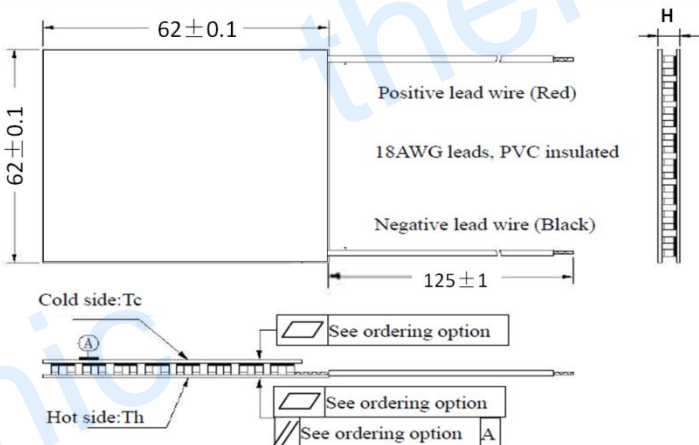 62±0.1
H
62±0.1
Positive lead wire (Red)
18AWG leads, PVC insulated
Negative lead wire (Black)
125±1
Cold side:Tc
A
See ordering option
Hot side:Th
See ordering option
See ordering option A